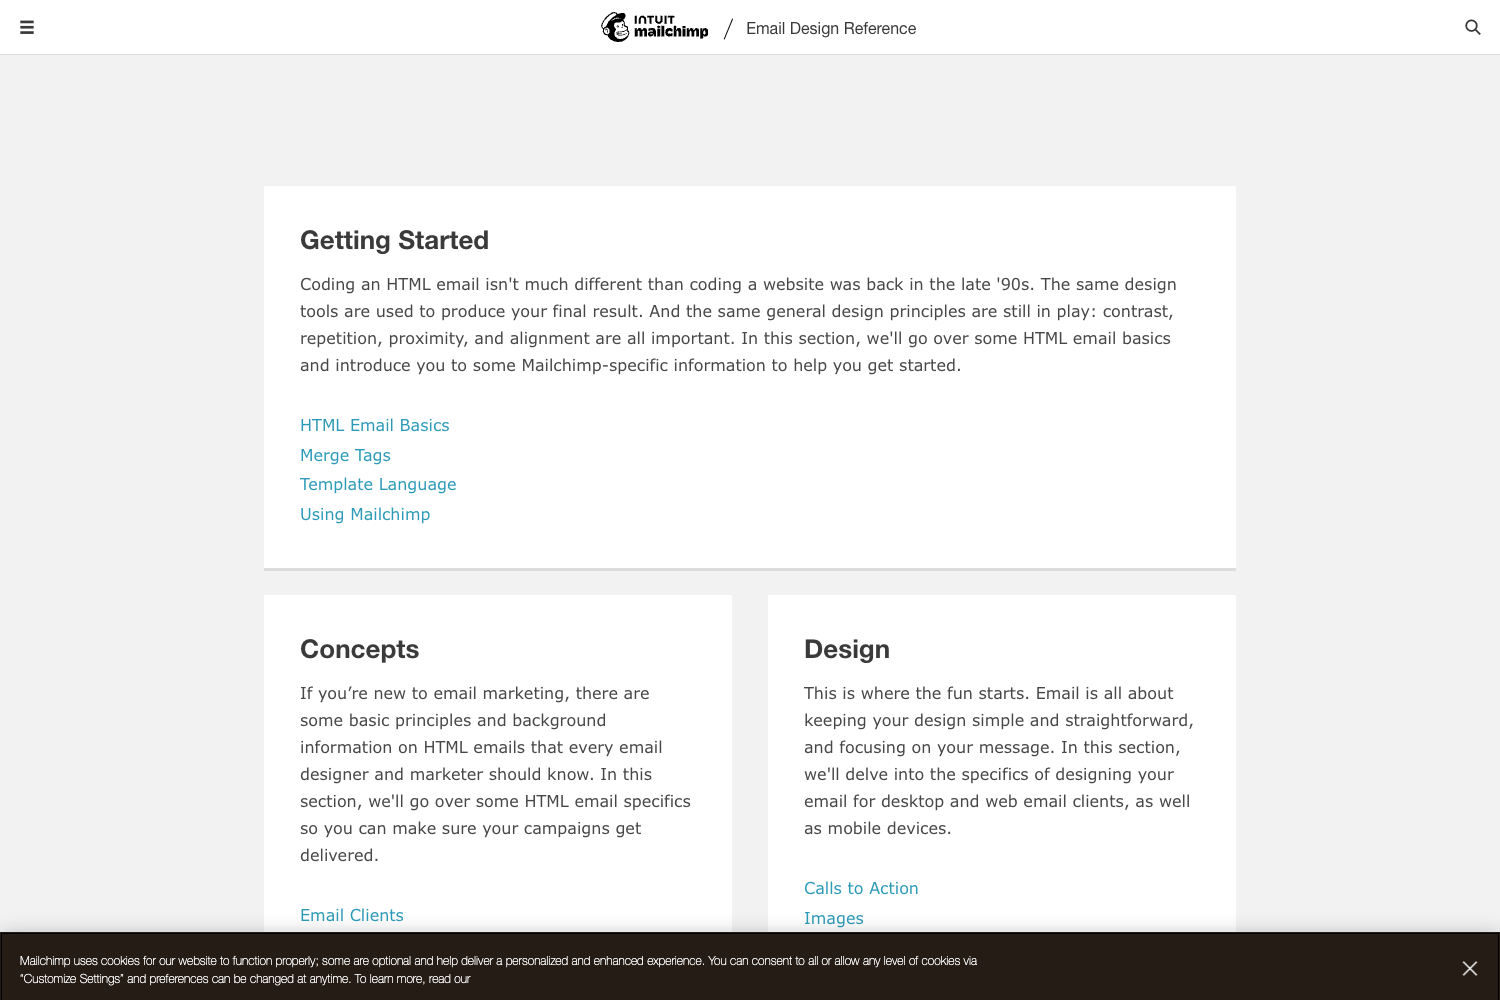 INTUIT
mailchimp / Email Design Reference
Getting Started
Coding an HTML email isn't much different than coding a website was back in the late '90s. The same design
tools are used to produce your final result. And the same general design principles are still in play: contrast,
repetition, proximity, and alignment are all important. In this section, we'll go over some HTML email basics
and introduce you to some Mailchimp-specific information to help you get started.
HTML Email Basics
Merge Tags
Template Language
Using Mailchimp
Concepts
If you’re new to email marketing, there are
some basic principles and background
information on HTML emails that every email
designer and marketer should know. In this
section, we'll go over some HTML email specifics
so you can make sure your campaigns get
delivered.
Email Clients
Design
This is where the fun starts. Email is all about
keeping your design simple and straightforward,
and focusing on your message. In this section,
we'll delve into the specifics of designing your
email for desktop and web email clients, as well
as mobile devices.
Calls to Action
Images
Mailchimp uses cookies for our website to function properly; some are optional and help deliver a personalized and enhanced experience. You can consent to all or allow any level of cookies via
“Customize Settings” and preferences can be changed at anytime. To learn more, read our